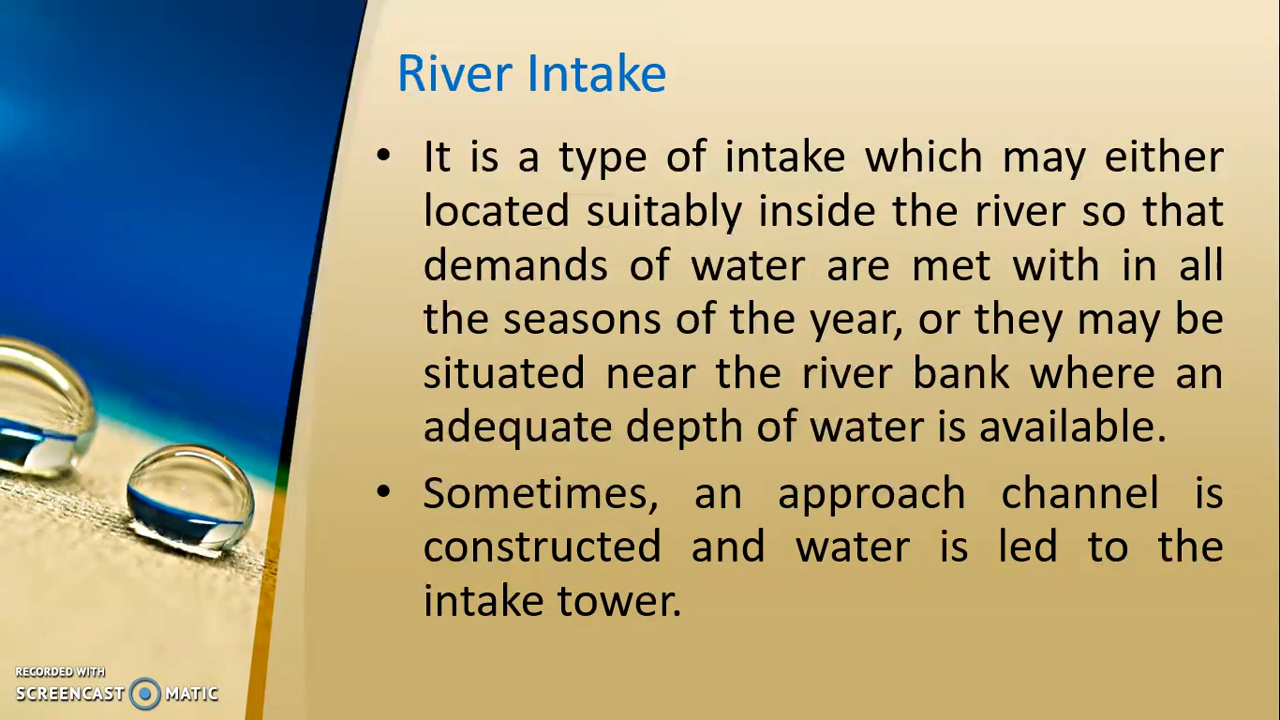 River Intake
• It is a type of intake which may either
located suitably inside the river so that
demands of water are met with in all
the seasons of the year, or they may be
situated near the river bank where an
adequate depth of water is available.
• Sometimes, an approach channel is
constructed and water is led to the
intake tower.
RECORDED WITH
SCREENCAST MATIC